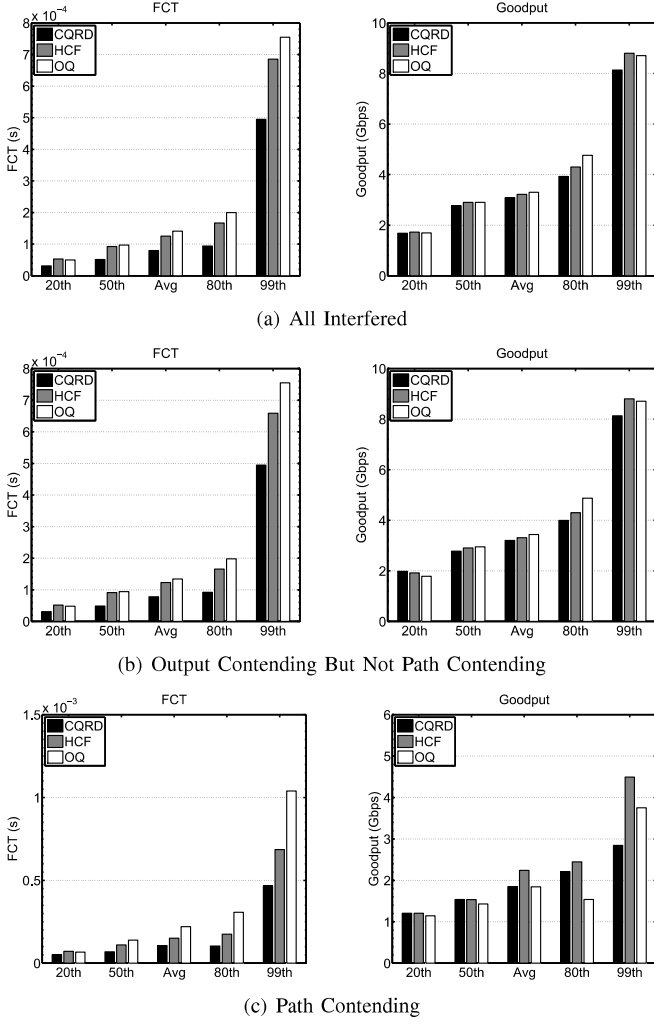 FCT
x 10⁻⁴
CQRD
HCF
OQ
FCT (s)
8
7
6
5
4
3
2
1
0
20th 50th Avg 80th 99th
Goodput
CQRD
HCF
OQ
Goodput (Gbps)
10
8
6
4
2
0
20th 50th Avg 80th 99th
(a) All Interfered
FCT
x 10⁻⁴
CQRD
HCF
OQ
FCT (s)
8
7
6
5
4
3
2
1
0
20th 50th Avg 80th 99th
Goodput
CQRD
HCF
OQ
Goodput (Gbps)
10
8
6
4
2
0
20th 50th Avg 80th 99th
(b) Output Contending But Not Path Contending
FCT
x 10⁻³
CQRD
HCF
OQ
FCT (s)
1.5
1
0.5
0
20th 50th Avg 80th 99th
Goodput
CQRD
HCF
OQ
Goodput (Gbps)
6
5
4
3
2
1
0
20th 50th Avg 80th 99th
(c) Path Contending